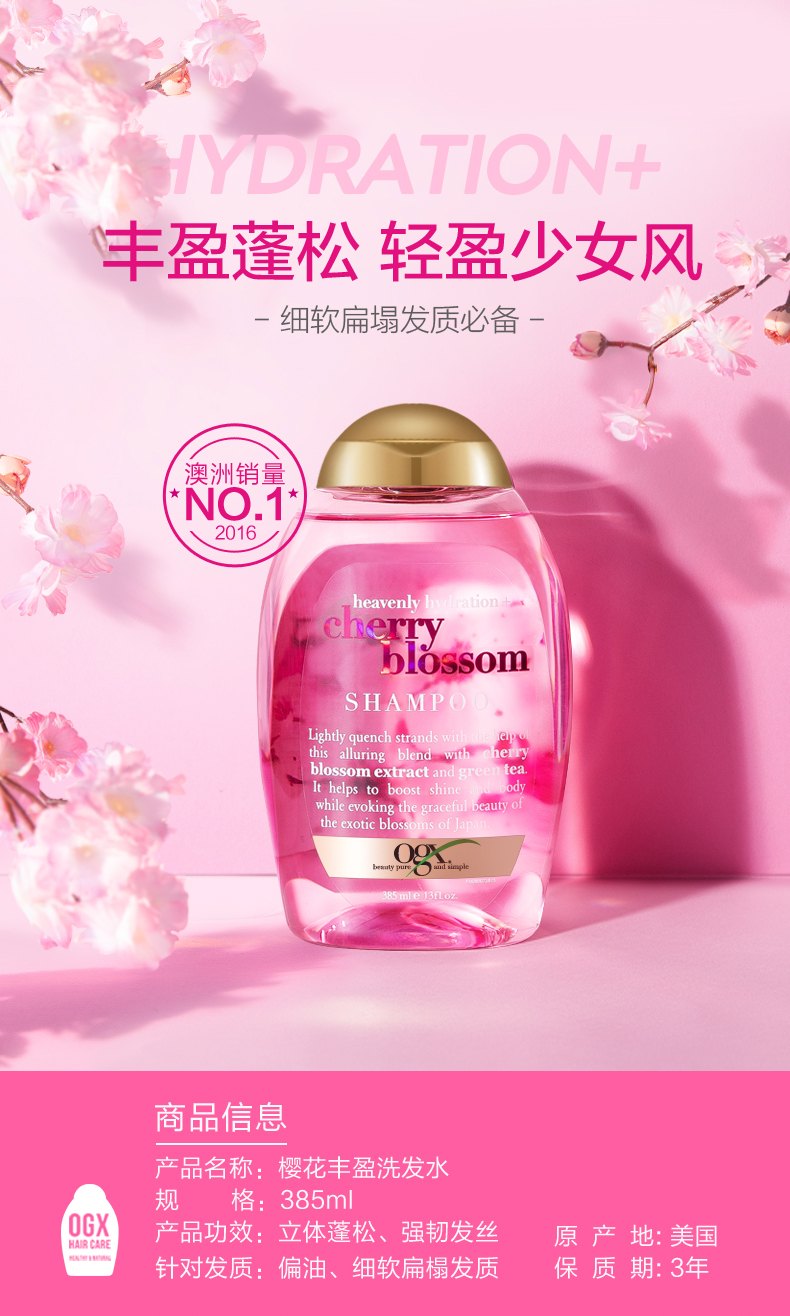 HYDRATION+
丰盈蓬松 轻盈少女风
- 细软扁塌发质必备 -
澳洲销量
NO.1
2016
heavenly hydration+
cherry
blossom
SHAMPOO
Lightly quench strands with the help of
this alluring blend with cherry
blossom extract and green tea.
It helps to boost shine and body
while evoking the graceful beauty of
the exotic blossoms of Japan.
ogx
beauty pure and simple
385 ml e 13 fl. oz.
商品信息
产品名称：樱花丰盈洗发水
规 格：385ml
产品功效：立体蓬松、强韧发丝
针对发质：偏油、细软扁榻发质
原产地：美国
保质期：3年
OGX
HAIR CARE
HEALTHY & NATURAL